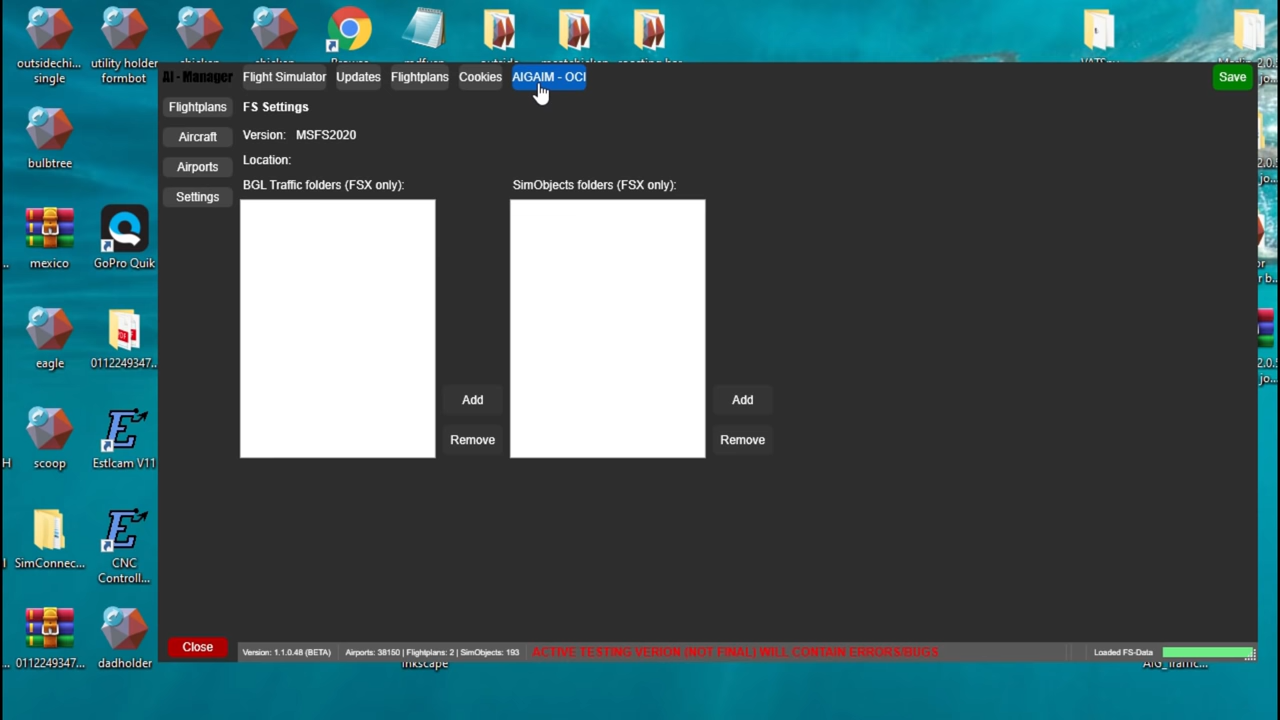 outsidechi...
single
utility holder
formbot
AI - Manager
Flight Simulator
Updates
Flightplans
Cookies
AIGAIM - OCI
Save
Flightplans
Aircraft
Airports
Settings
FS Settings
Version: MSFS2020
Location:
BGL Traffic folders (FSX only):
SimObjects folders (FSX only):
Add
Remove
Add
Remove
bulbtree
mexico
GoPro Quik
eagle
0112249347...
scoop
Estlcam V11
SimConnec...
CNC
Controll...
0112249347...
dadholder
Close
Version: 1.1.0.48 (BETA)
Airports: 38150 | Flightplans: 2 | SimObjects: 193
ACTIVE TESTING VERION (NOT FINAL) WILL CONTAIN ERRORS/BUGS
Loaded FS-Data
Inkscape